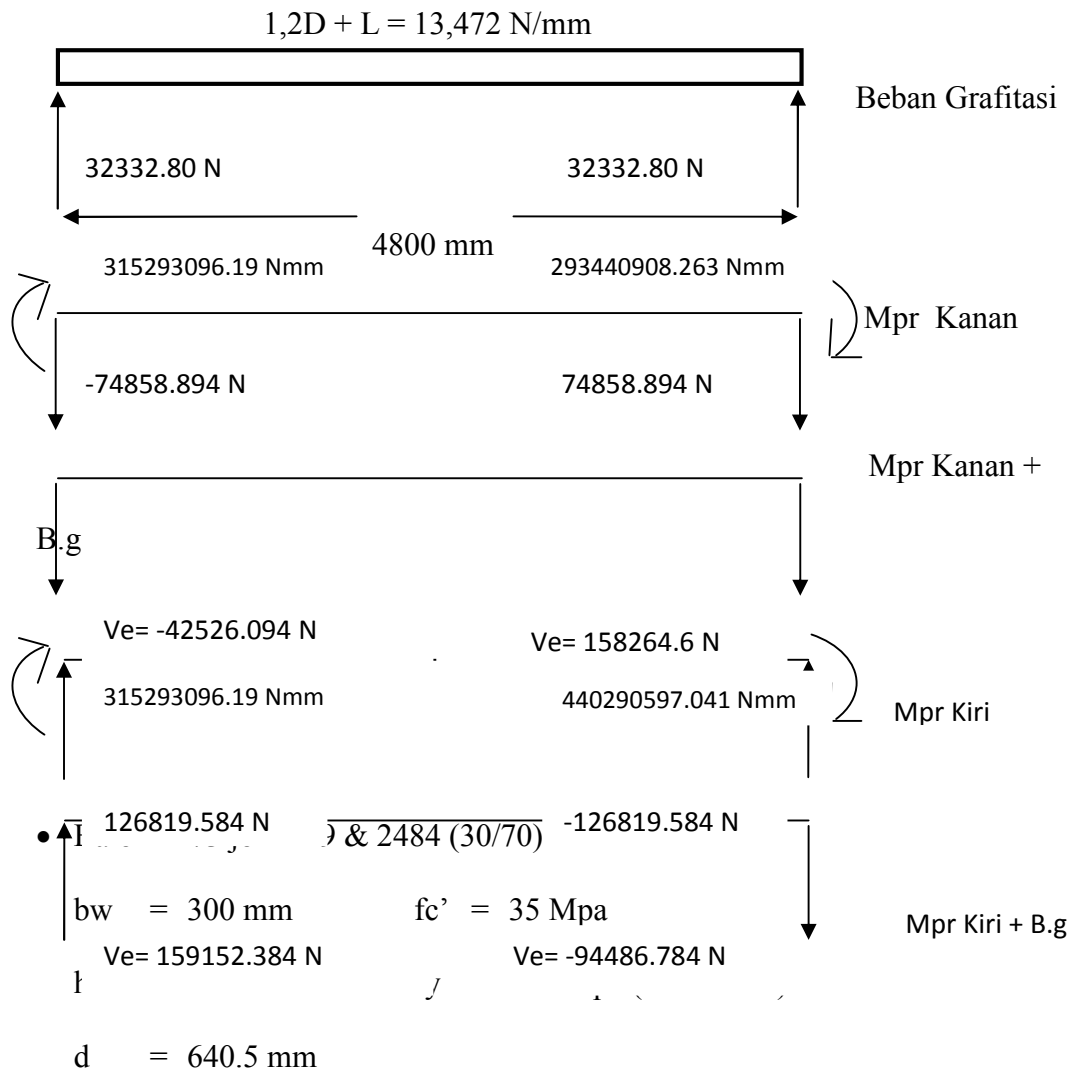 1,2D + L = 13,472 N/mm
Beban Grafitasi
32332.80 N 32332.80 N
4800 mm
315293096.19 Nmm 293440908.263 Nmm
Mpr Kanan
-74858.894 N 74858.894 N
Mpr Kanan +
B.g
Ve= -42526.094 N Ve= 158264.6 N
315293096.19 Nmm 440290597.041 Nmm Mpr Kiri
• 126819.584 N & 2484 (30/70) -126819.584 N
bw = 300 mm fc’ = 35 Mpa
Mpr Kiri + B.g
Ve= 159152.384 N Ve= -94486.784 N
d = 640.5 mm